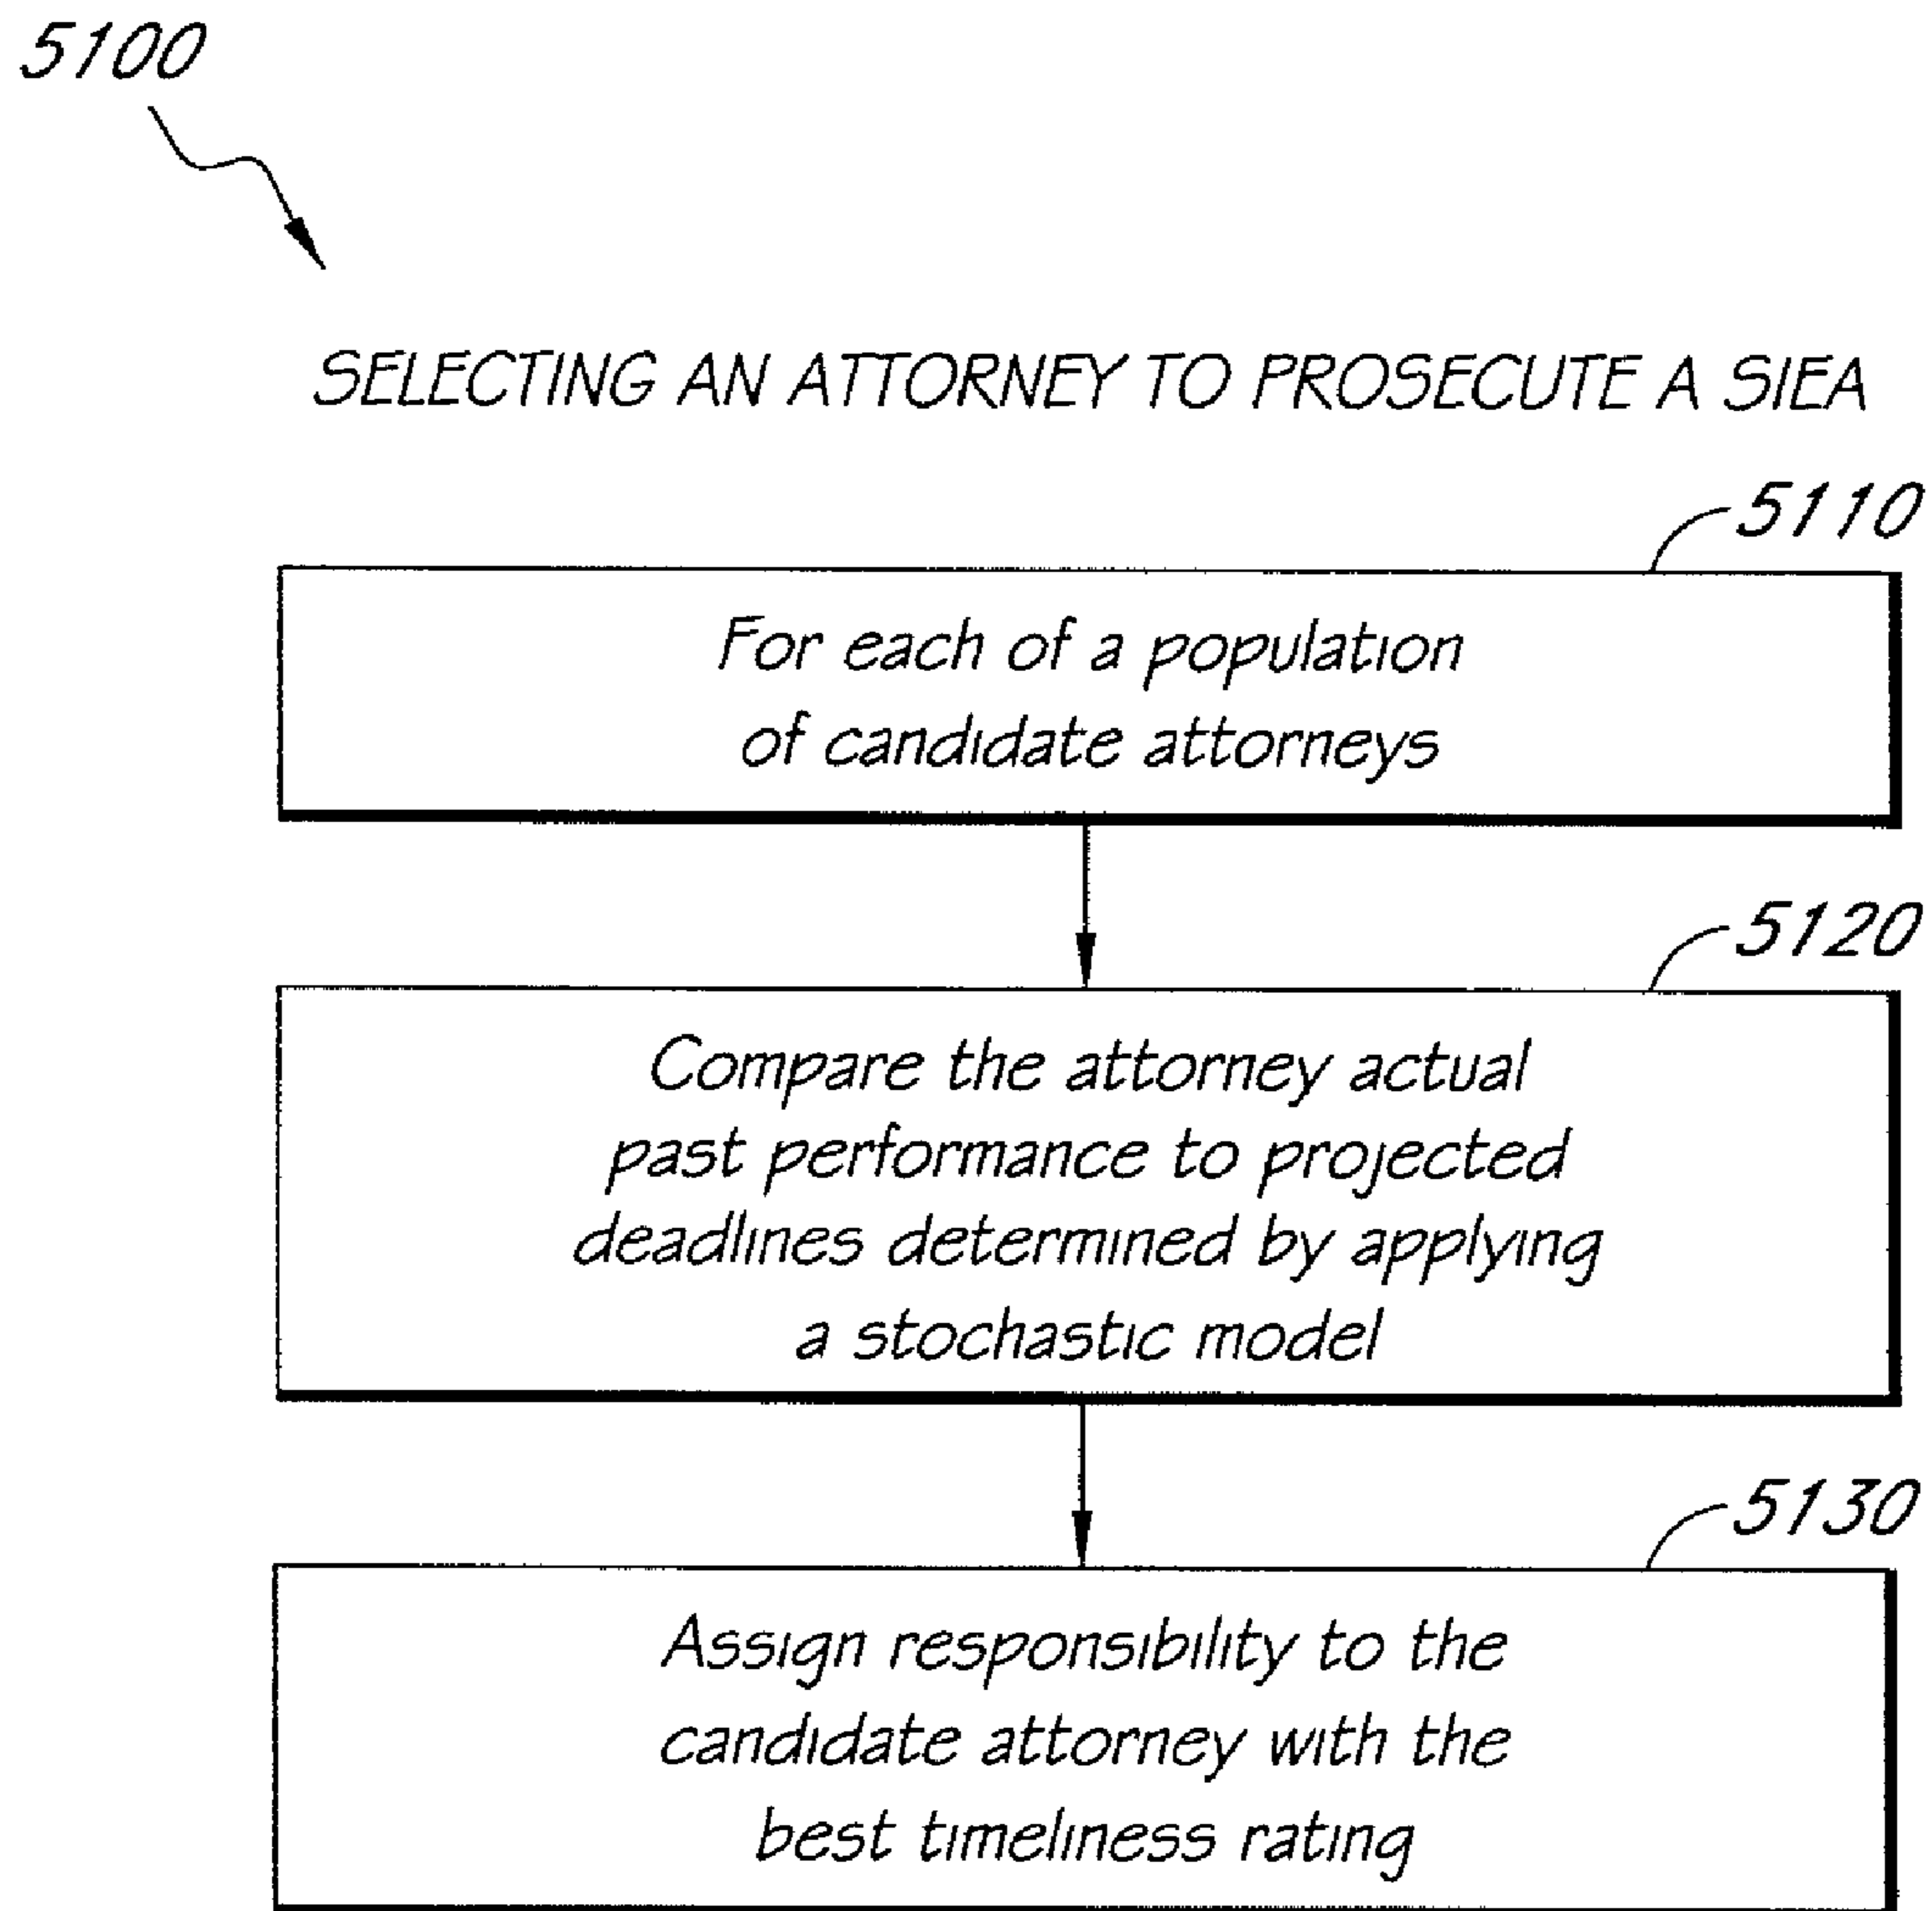 5100
SELECTING AN ATTORNEY TO PROSECUTE A SIEA
5110
For each of a population
of candidate attorneys
5120
Compare the attorney actual
past performance to projected
deadlines determined by applying
a stochastic model
5130
Assign responsibility to the
candidate attorney with the
best timeliness rating